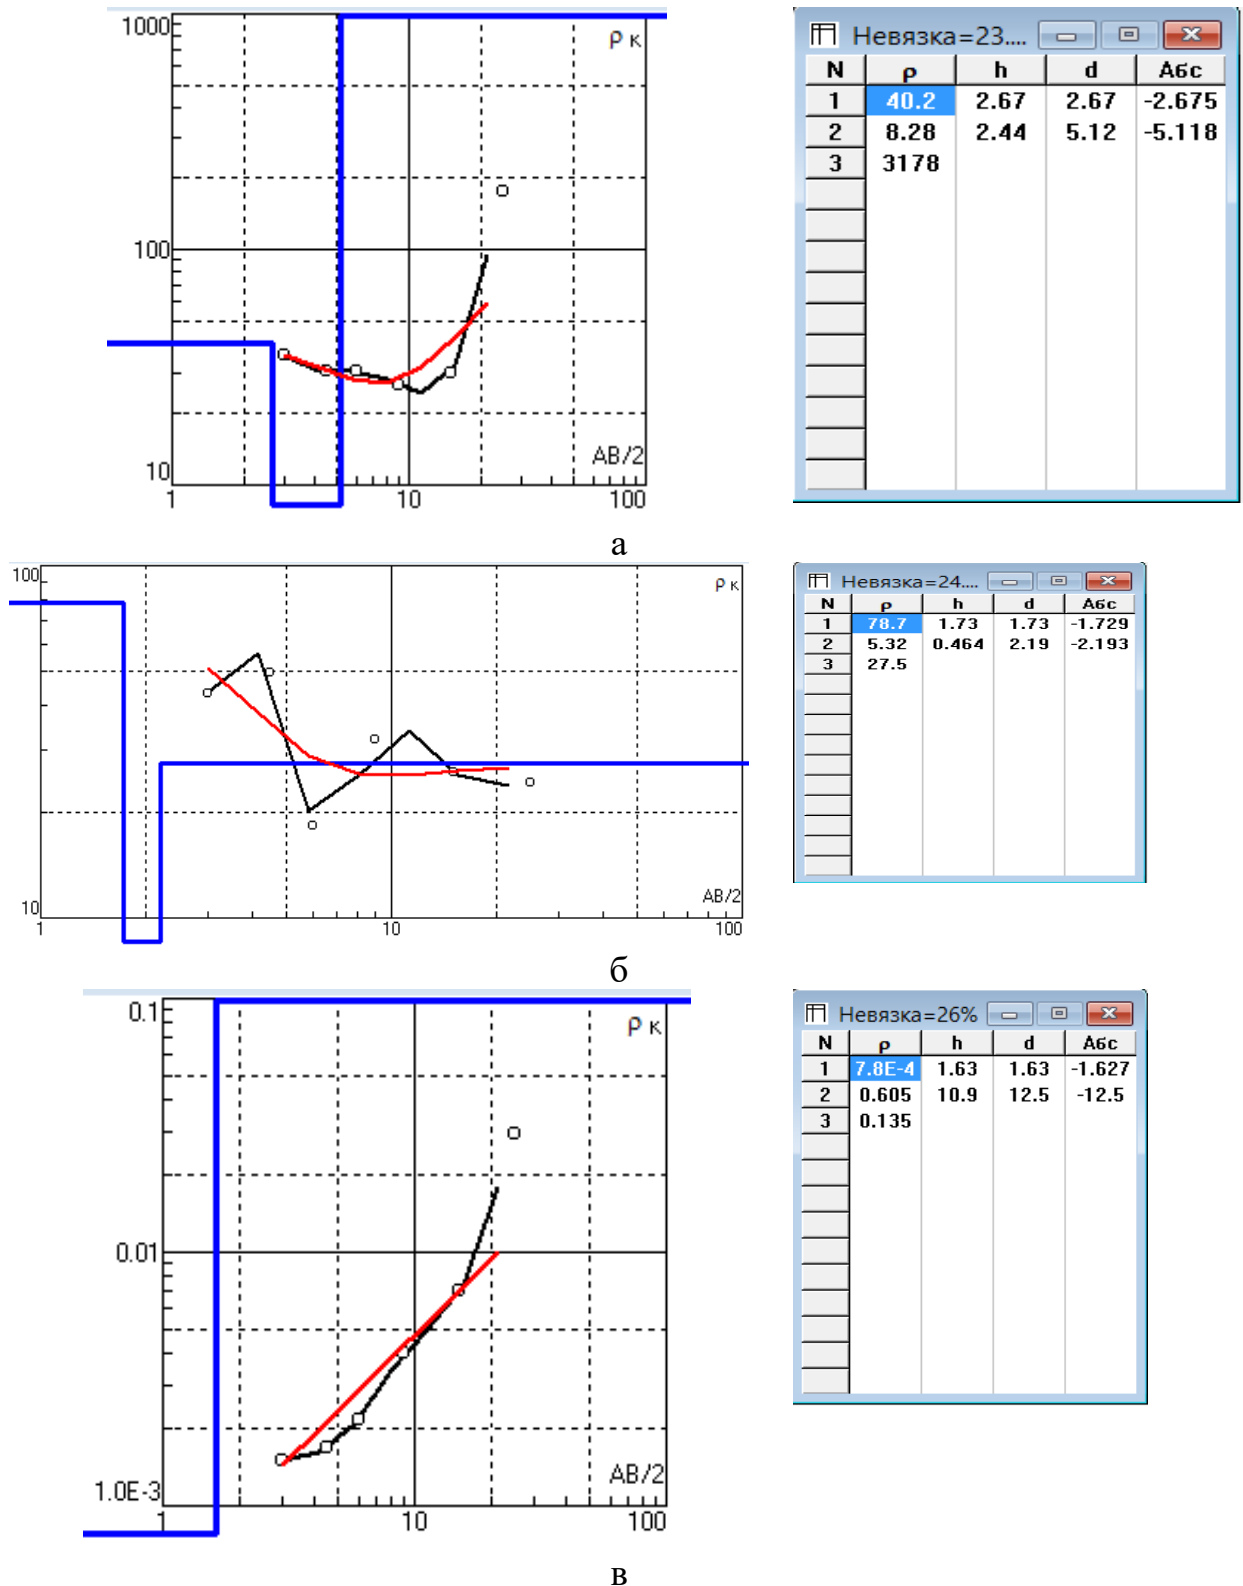 1000
ρ к
100
10
AB/2
1 10 100
Невязка=23....
N ρ h d Абс
1 40.2 2.67 2.67 -2.675
2 8.28 2.44 5.12 -5.118
3 3178
а
100
ρ к
10
AB/2
1 10 100
Невязка=24....
N ρ h d Абс
1 78.7 1.73 1.73 -1.729
2 5.32 0.464 2.19 -2.193
3 27.5
б
0.1
ρ к
0.01
AB/2
1.0E-3
1 10 100
Невязка=26%
N ρ h d Абс
1 7.8E-4 1.63 1.63 -1.627
2 0.605 10.9 12.5 -12.5
3 0.135
в